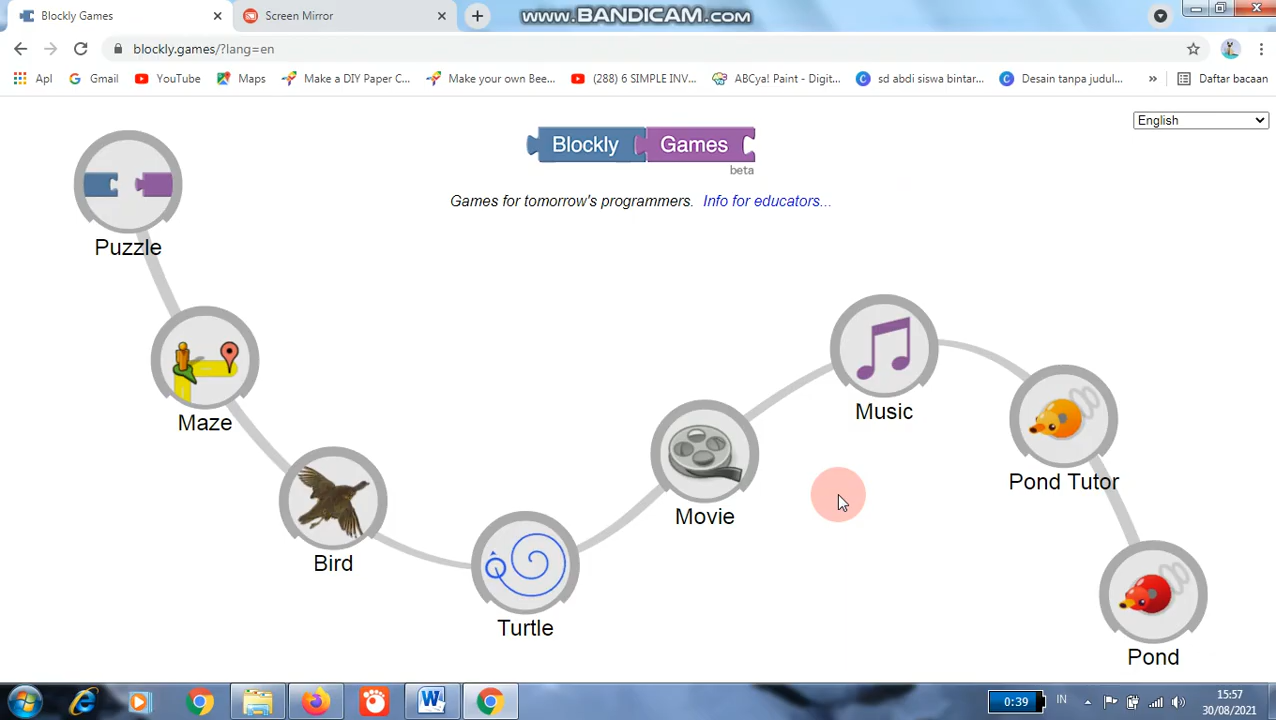 Blockly Games
Screen Mirror
www.BANDICAM.com
blockly.games/?lang=en
Apl
Gmail
YouTube
Maps
Make a DIY Paper C...
Make your own Bee...
(288) 6 SIMPLE INV...
ABCya! Paint - Digit...
sd abdi siswa bintar...
Desain tanpa judul...
»
Daftar bacaan
English
Blockly Games
beta
Games for tomorrow's programmers. Info for educators...
Puzzle
Maze
Bird
Turtle
Movie
Music
Pond Tutor
Pond
0:39
IN
15:57
30/08/2021